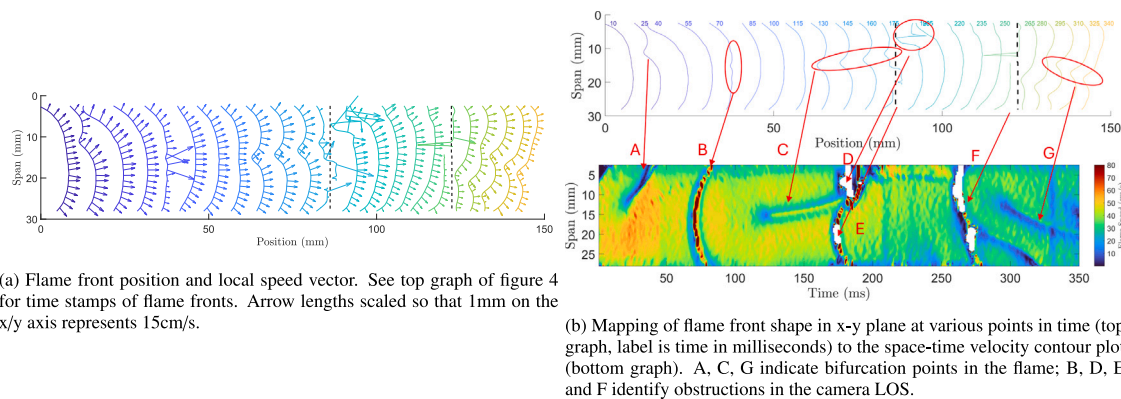 0
10
20
30
Span (mm)
0
50
100
150
Position (mm)
(a) Flame front position and local speed vector. See top graph of figure 4
for time stamps of flame fronts. Arrow lengths scaled so that 1mm on the
x/y axis represents 15cm/s.
0
10
20
30
Span (mm)
10 25 40 55 70 85 100 115 130 145 160 220 235 250 265 280 295 310 325 340
0 50 100 150
Position (mm)
A B C D E F G
5
10
15
20
25
Span (mm)
50 100 150 200 250 300 350
Time (ms)
80
70
60
50
40
30
20
10
(b) Mapping of flame front shape in x-y plane at various points in time (top
graph, label is time in milliseconds) to the space-time velocity contour plot
(bottom graph). A, C, G indicate bifurcation points in the flame; B, D, E
and F identify obstructions in the camera LOS.